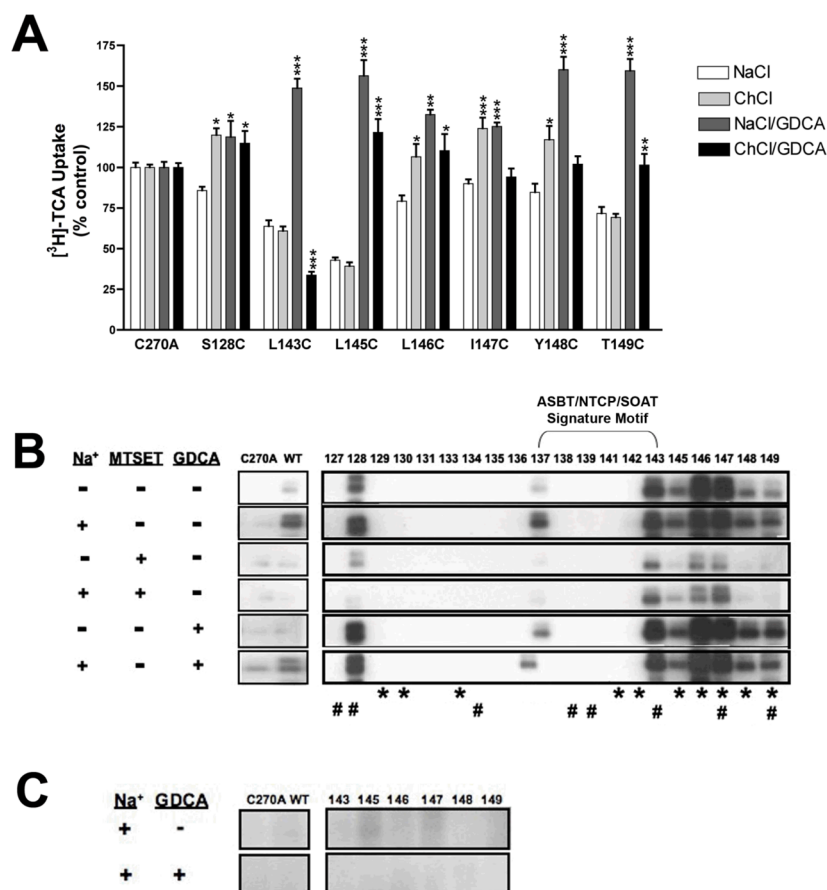 A
[³H]-TCA Uptake
(% control)
175
150
125
100
75
50
25
0
* * * *** *** *** * ** * *** *** * *** *** **
C270A S128C L143C L145C L146C I147C Y148C T149C
NaCl
ChCl
NaCl/GDCA
ChCl/GDCA
B
ASBT/NTCP/SOAT
Signature Motif
Na⁺ MTSET GDCA C270A WT 127 128 129 130 131 133 134 135 136 137 138 139 141 142 143 145 146 147 148 149
- - -
+ - -
- + -
+ + -
- - +
+ - +
* * * * * * * * * *
# # # # # # # #
C
Na⁺ GDCA C270A WT 143 145 146 147 148 149
+ -
+ +